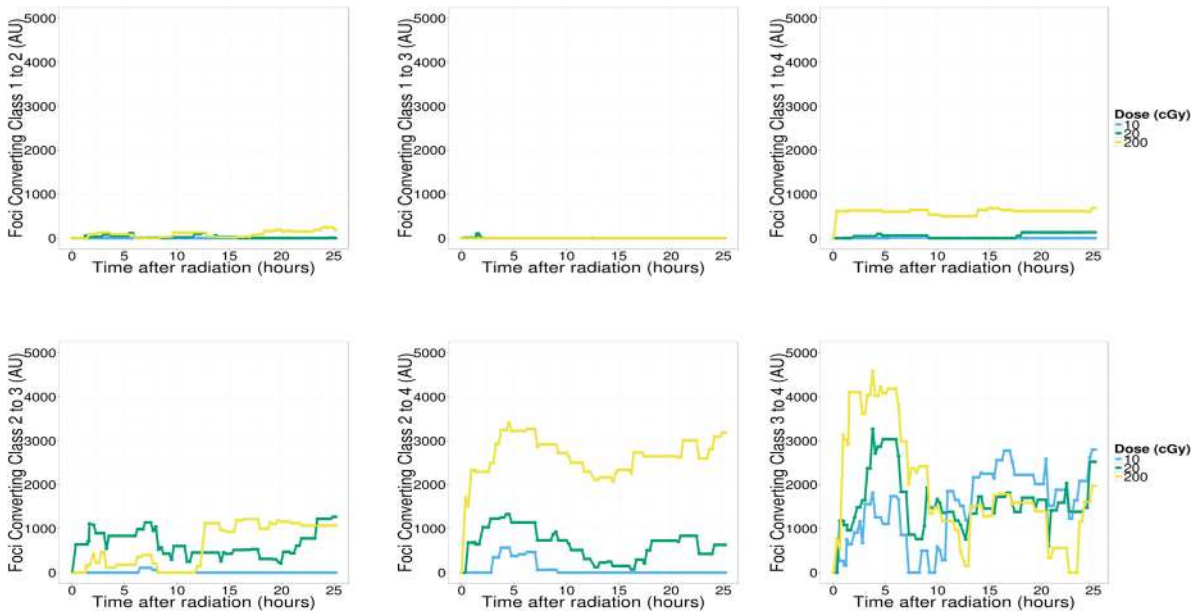 Foci Converting Class 1 to 2 (AU)
5000
4000
3000
2000
1000
0
0 5 10 15 20 25
Time after radiation (hours)
Foci Converting Class 1 to 3 (AU)
5000
4000
3000
2000
1000
0
0 5 10 15 20 25
Time after radiation (hours)
Foci Converting Class 1 to 4 (AU)
5000
4000
3000
2000
1000
0
0 5 10 15 20 25
Time after radiation (hours)
Dose (cGy)
10
20
200
Foci Converting Class 2 to 3 (AU)
5000
4000
3000
2000
1000
0
0 5 10 15 20 25
Time after radiation (hours)
Foci Converting Class 2 to 4 (AU)
5000
4000
3000
2000
1000
0
0 5 10 15 20 25
Time after radiation (hours)
Foci Converting Class 3 to 4 (AU)
5000
4000
3000
2000
1000
0
0 5 10 15 20 25
Time after radiation (hours)
Dose (cGy)
10
20
200